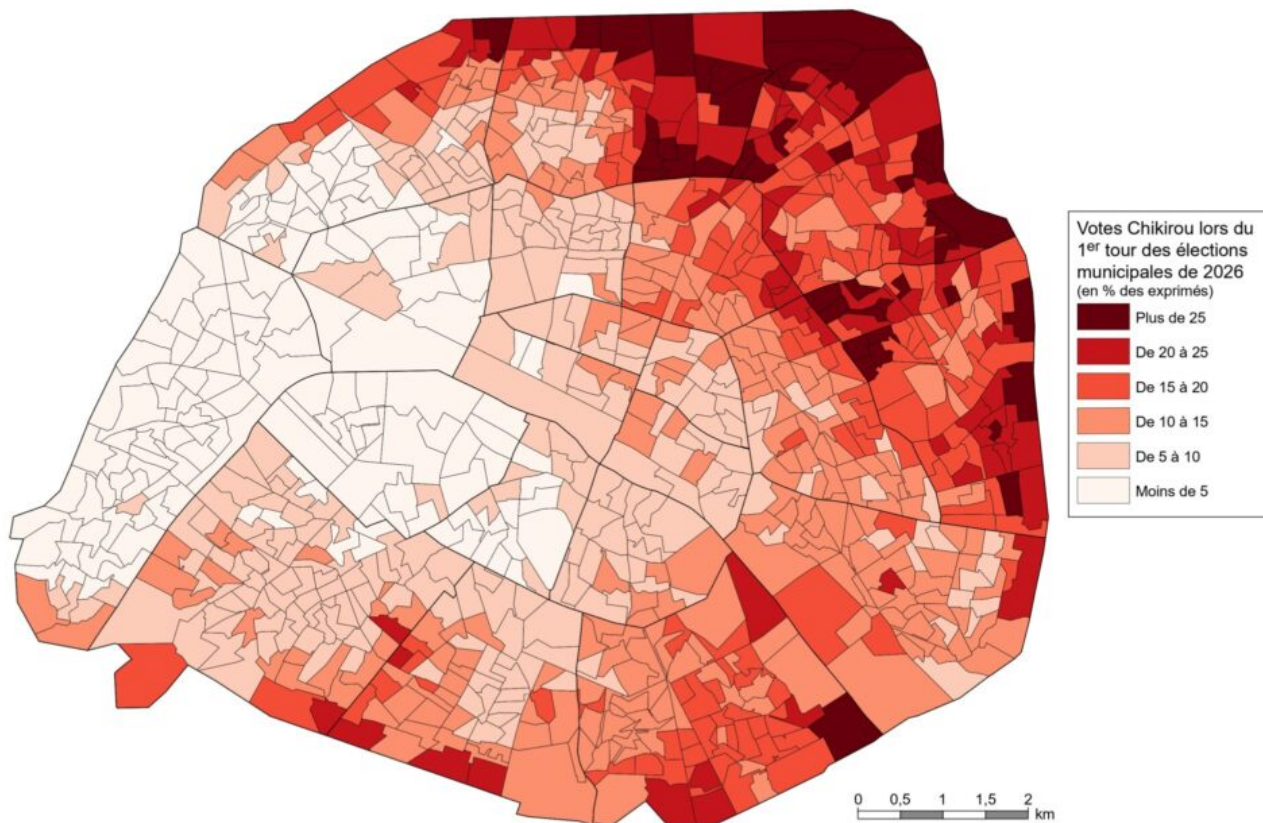 Votes Chikirou lors du
1er tour des élections
municipales de 2026
(en % des exprimés)
Plus de 25
De 20 à 25
De 15 à 20
De 10 à 15
De 5 à 10
Moins de 5
0 0,5 1 1,5 2
km